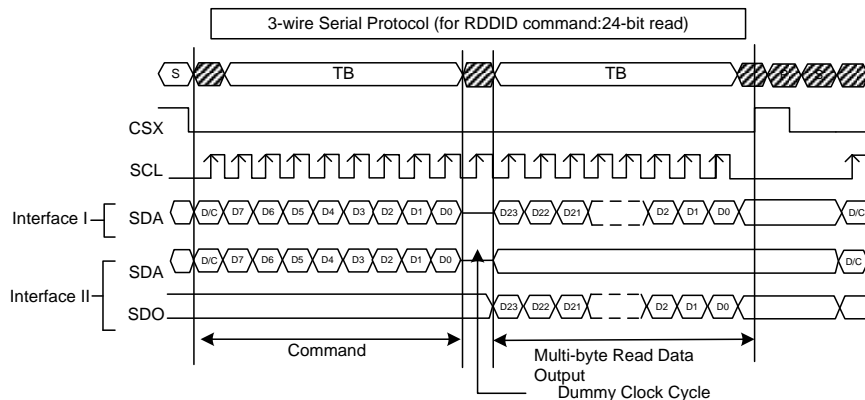 3-wire Serial Protocol (for RDDID command:24-bit read)
S TB TB P S
CSX
SCL
Interface I SDA D/C D7 D6 D5 D4 D3 D2 D1 D0 D23 D22 D21 D2 D1 D0 D/C
SDA D/C D7 D6 D5 D4 D3 D2 D1 D0 D/C
Interface II
SDO D23 D22 D21 D2 D1 D0
Command
Multi-byte Read Data
Output
Dummy Clock Cycle